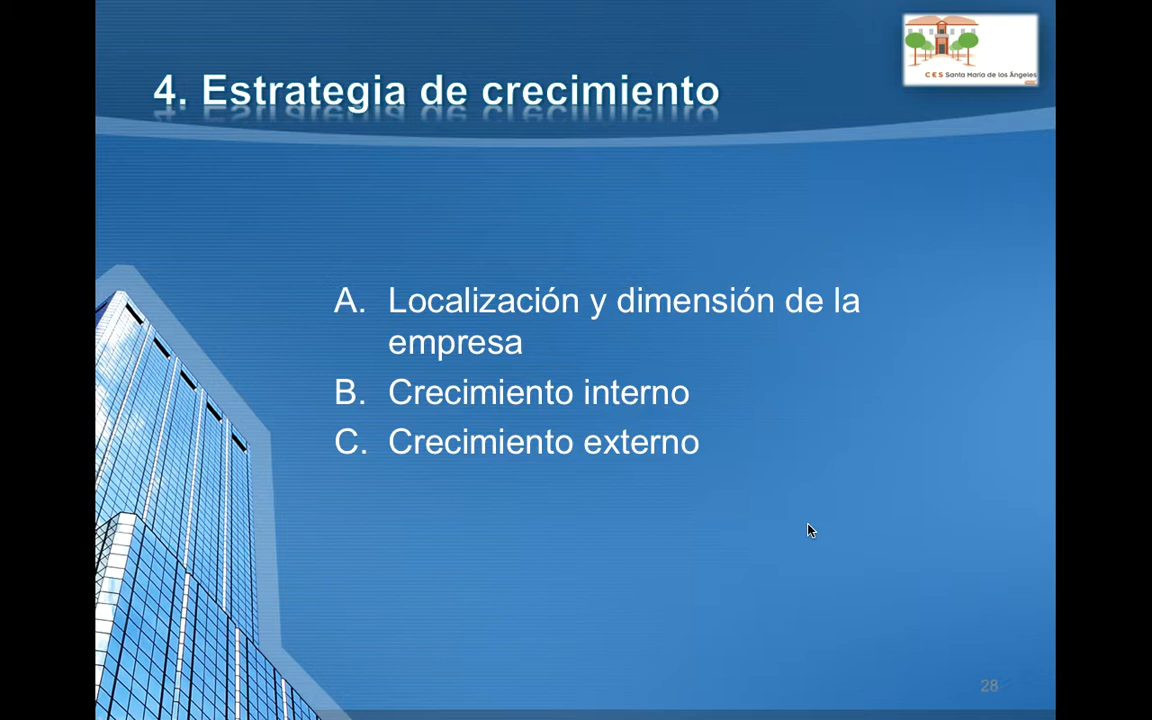 C E S Santa María de los Ángeles
4. Estrategia de crecimiento
A. Localización y dimensión de la
empresa
B. Crecimiento interno
C. Crecimiento externo
28